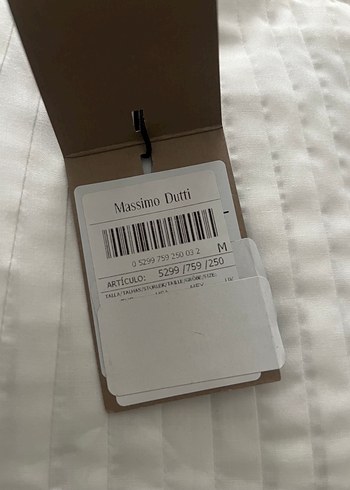 Massimo Dutti
0 5299 759 250 03 2
M
ARTÍCULO: 5299 /759 /250